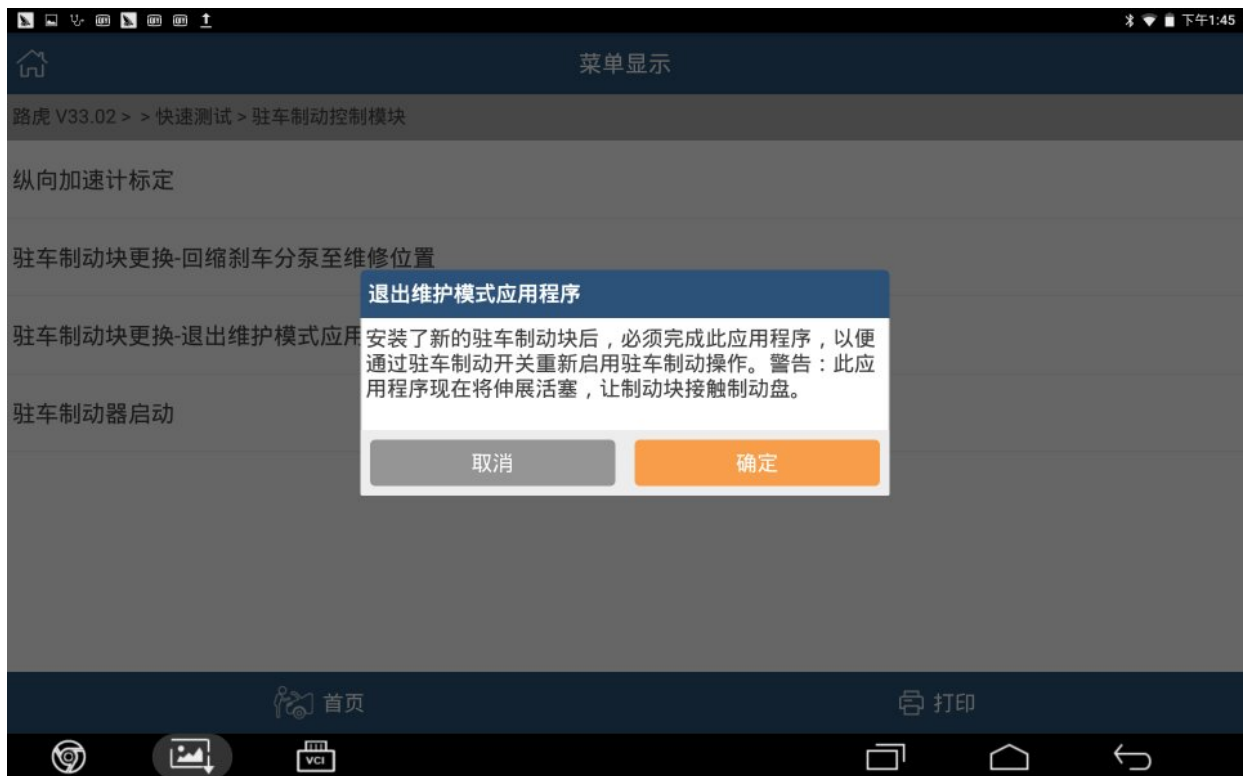 下午1:45
菜单显示
路虎 V33.02 > > 快速测试 > 驻车制动控制模块
纵向加速计标定
驻车制动块更换-回缩刹车分泵至维修位置
驻车制动块更换-退出维护模式应用
驻车制动器启动
退出维护模式应用程序
安装了新的驻车制动块后，必须完成此应用程序，以便
通过驻车制动开关重新启用驻车制动操作。警告：此应
用程序现在将伸展活塞，让制动块接触制动盘。
取消
确定
首页
打印
VCI